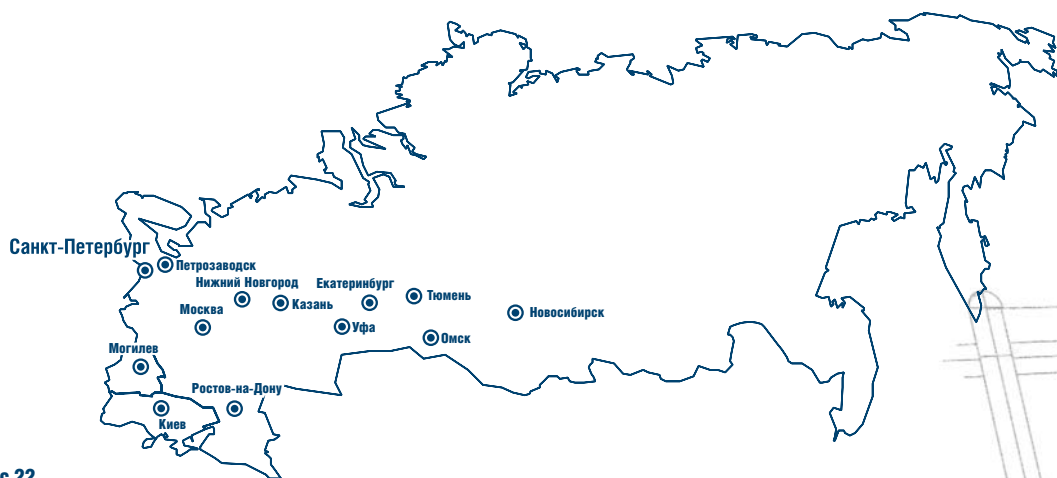 Санкт-Петербург
Петрозаводск
Нижний Новгород
Екатеринбург
Тюмень
Казань
Москва
Новосибирск
Уфа
Омск
Могилев
Ростов-на-Дону
Киев